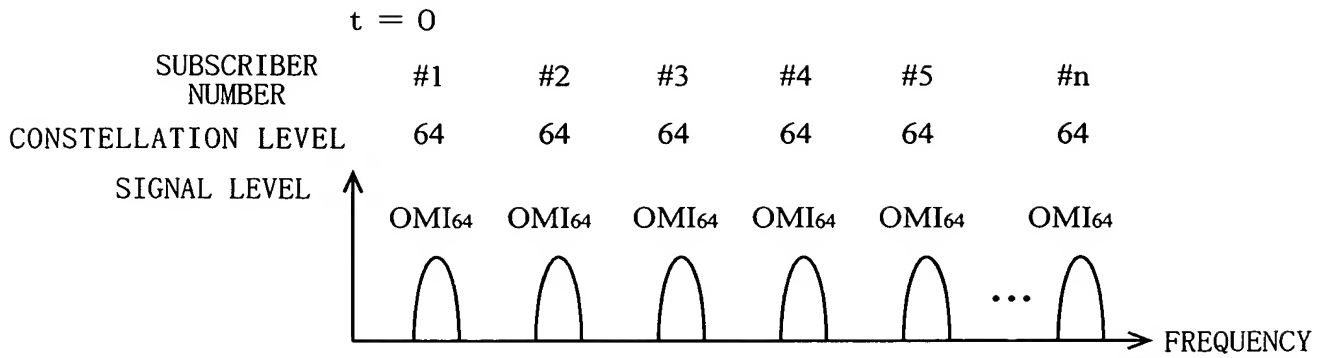 t = 0
SUBSCRIBER NUMBER #1 #2 #3 #4 #5 #n
CONSTELLATION LEVEL 64 64 64 64 64 64
SIGNAL LEVEL
OMI64 OMI64 OMI64 OMI64 OMI64 OMI64
...
FREQUENCY